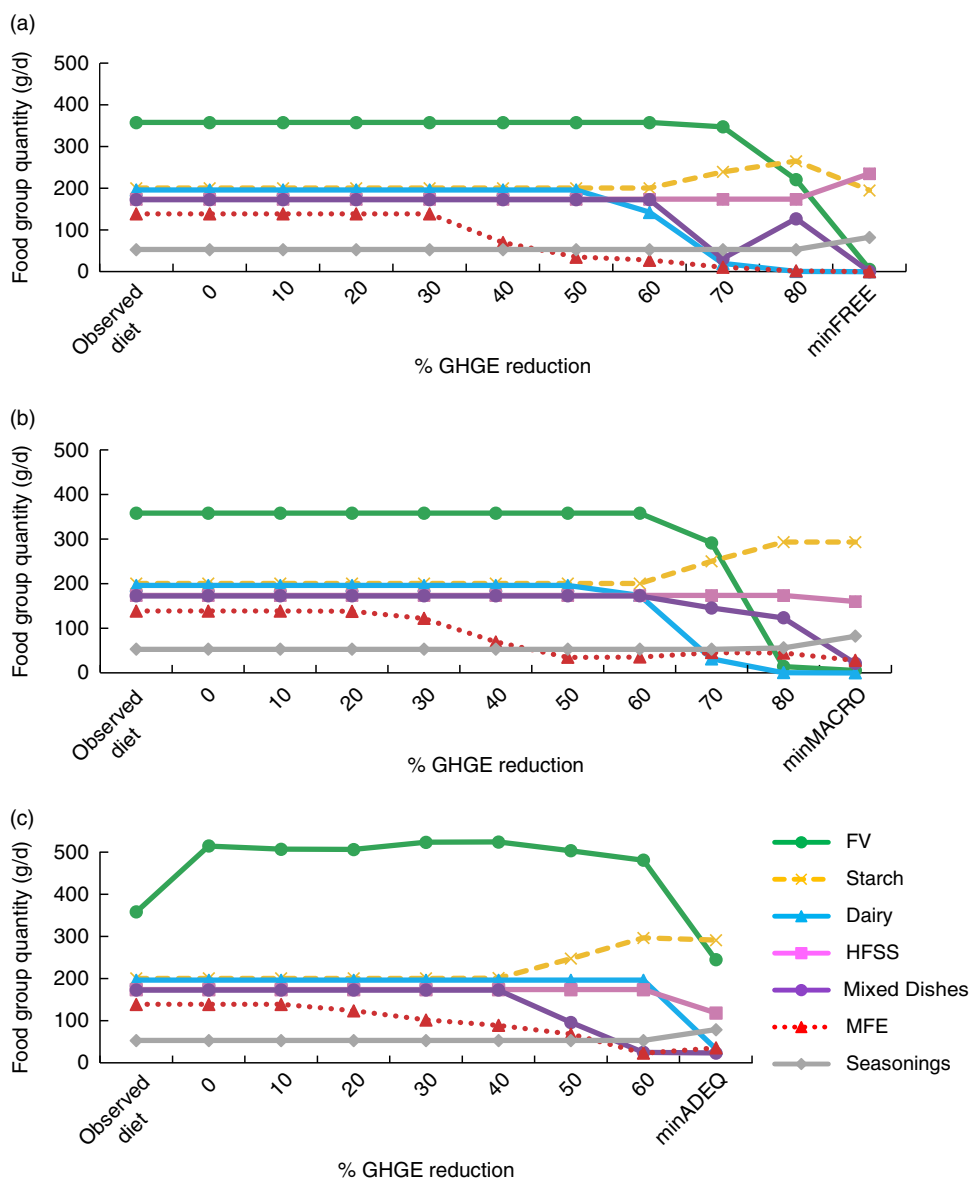 (a)
Food group quantity (g/d)
500
400
300
200
100
0
Observed
diet
0
10
20
30
40
50
60
70
80
minFREE
% GHGE reduction
(b)
Food group quantity (g/d)
500
400
300
200
100
0
Observed
diet
0
10
20
30
40
50
60
70
80
minMACRO
% GHGE reduction
(c)
Food group quantity (g/d)
500
400
300
200
100
0
Observed
diet
0
10
20
30
40
50
60
minADEQ
% GHGE reduction
FV
Starch
Dairy
HFSS
Mixed Dishes
MFE
Seasonings